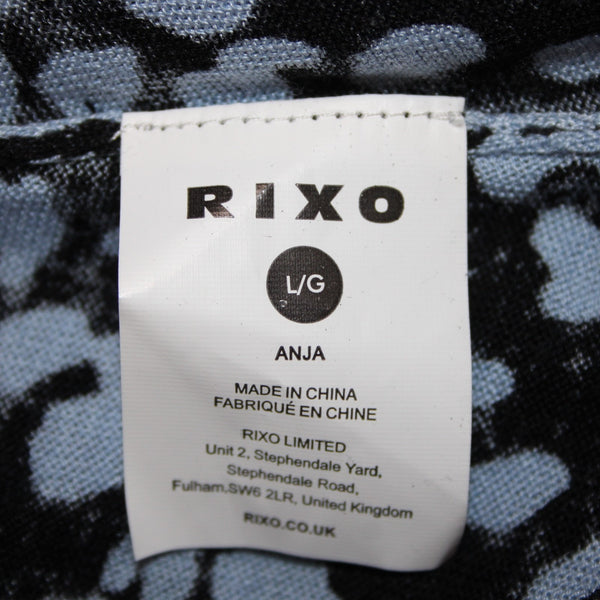 RIXO
L/G
ANJA
MADE IN CHINA
FABRIQUÉ EN CHINE
RIXO LIMITED
Unit 2, Stephendale Yard,
Stephendale Road,
Fulham,SW6 2LR, United Kingdom
RIXO.CO.UK